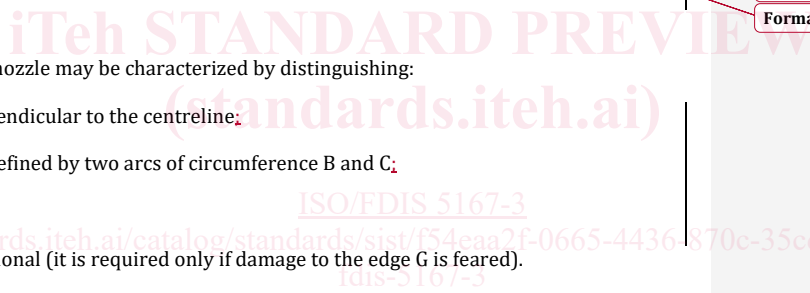 Forma
iTeh STANDARD PREVIEW
nozzle may be characterized by distinguishing:
endicular to the centreline;
(standards.iteh.ai)
efined by two arcs of circumference B and C;
ISO/FDIS 5167-3
rds.iteh.ai/catalog/standards/sist/f54eaa2f-0665-4436-870c-35c
onal (it is required only if damage to the edge G is feared).
fdis-5167-3